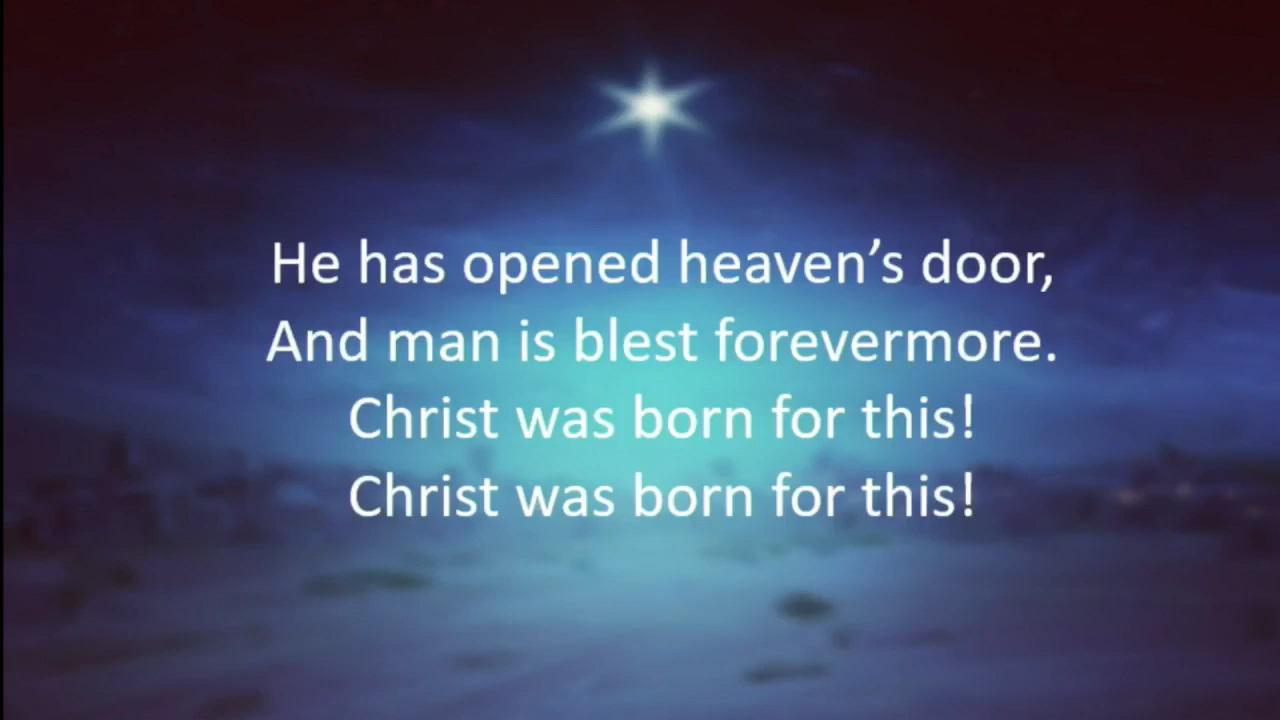 He has opened heaven’s door,
And man is blest forevermore.
Christ was born for this!
Christ was born for this!